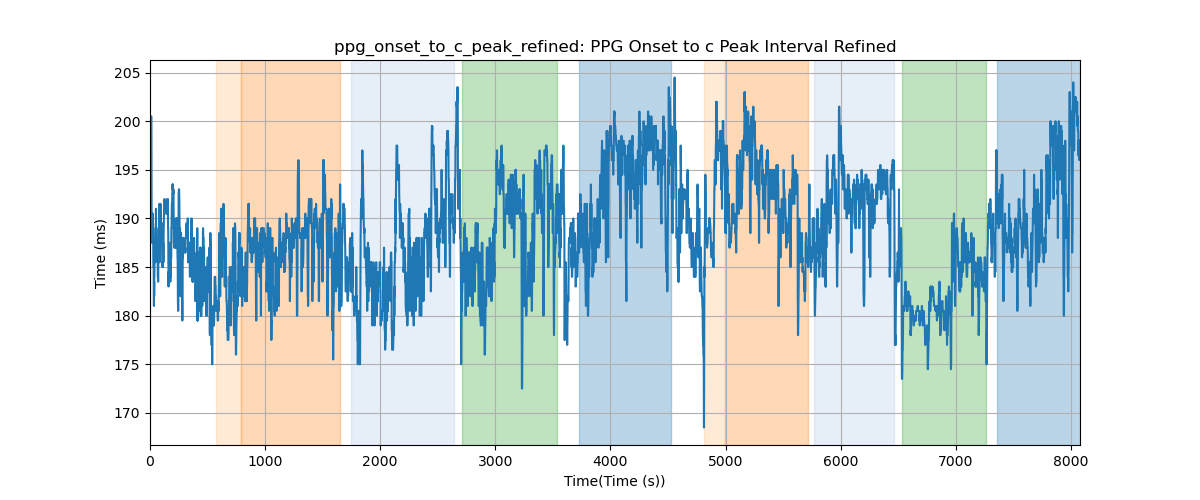 ppg_onset_to_c_peak_refined: PPG Onset to c Peak Interval Refined
205
200
195
190
185
180
175
170
Time (ms)
0 1000 2000 3000 4000 5000 6000 7000 8000
Time(Time (s))